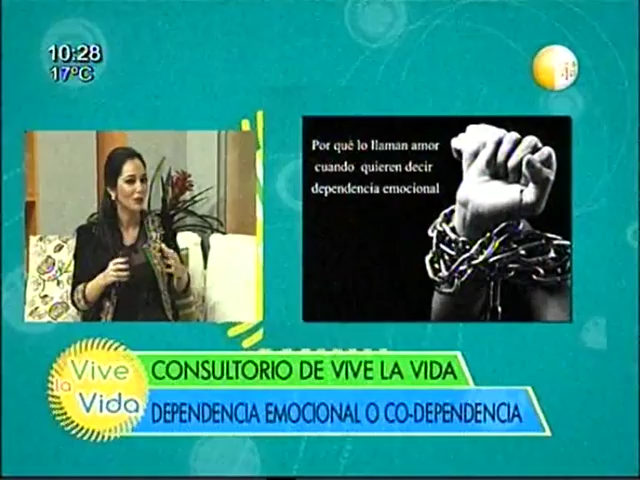 10:28
17°C
Por què lo llaman amor
cuando quieren decir
dependencia emocional
Vive
la
Vida
CONSULTORIO DE VIVE LA VIDA
DEPENDENCIA EMOCIONAL O CO-DEPENDENCIA